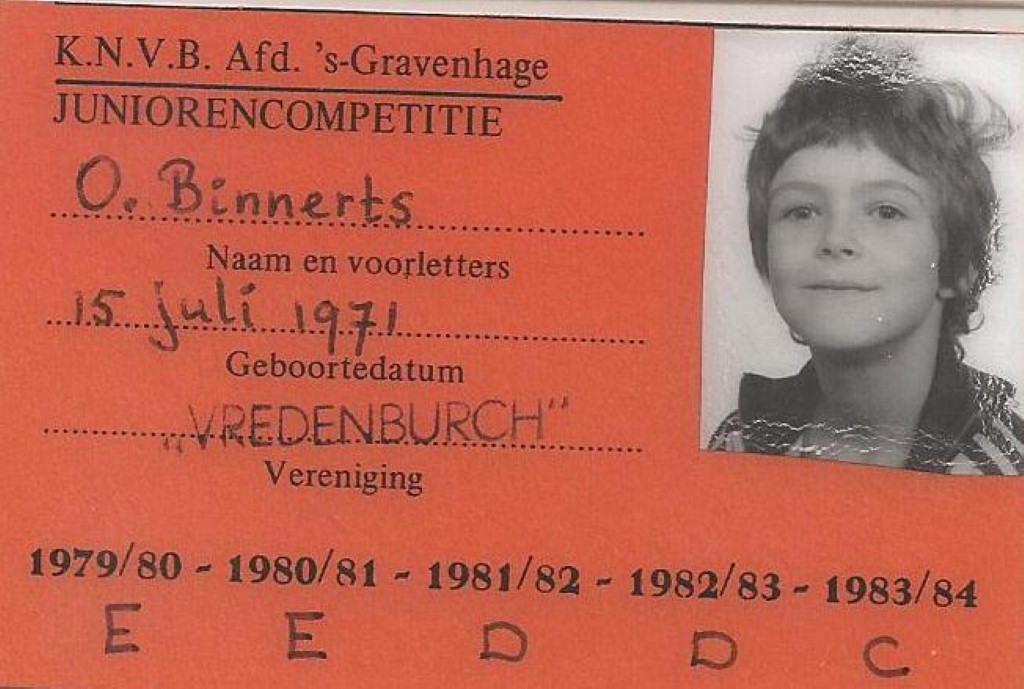 K.N.V.B. Afd. 's-Gravenhage
JUNIORENCOMPETITIE
O. Binnerts
Naam en voorletters
15 juli 1971
Geboortedatum
„VREDENBURCH"
Vereniging
1979/80 - 1980/81 - 1981/82 - 1982/83 - 1983/84
E E D D C